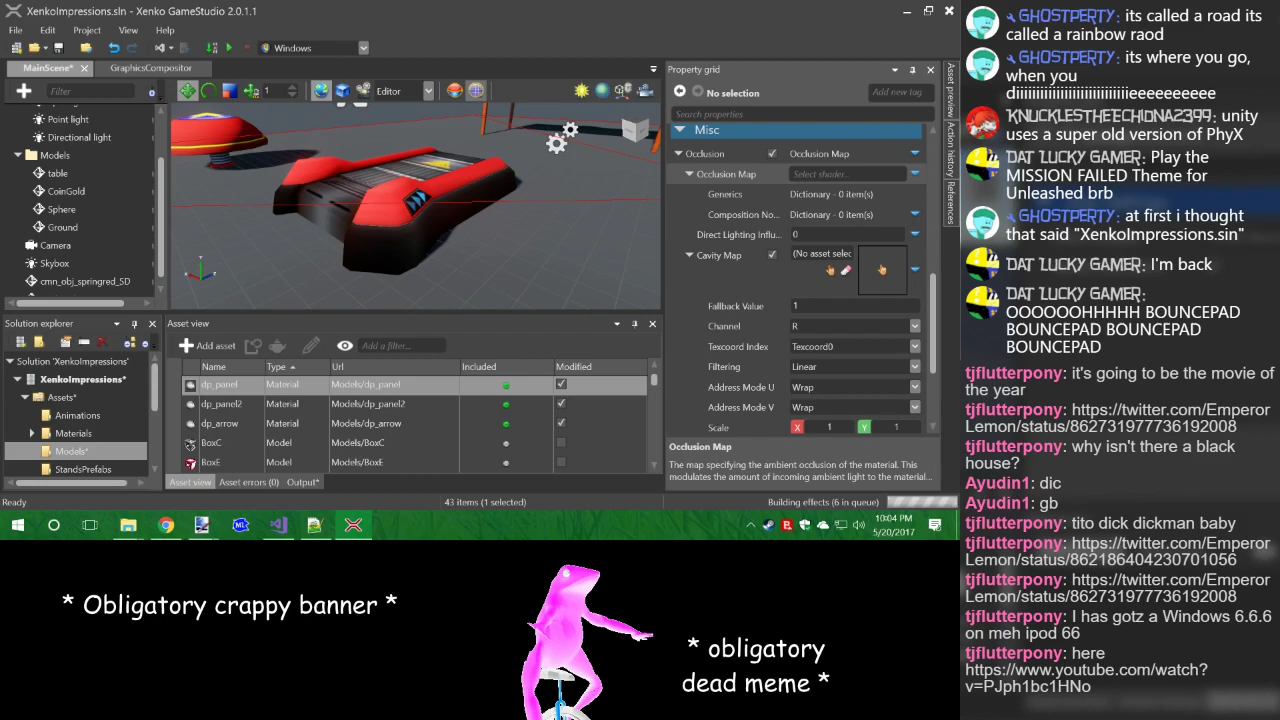 XenkoImpressions.sln - Xenko GameStudio 2.0.1.1
File Edit Project View Help
Windows
MainScene* GraphicsCompositor
Filter
1
Editor
Point light
Directional light
Models
table
CoinGold
Sphere
Ground
Camera
Skybox
cmn_obj_springred_SD
Property grid
No selection
Add new tag
Search properties
Misc
Occlusion Occlusion Map
Occlusion Map Select shader...
Generics Dictionary - 0 item(s)
Composition No... Dictionary - 0 item(s)
Direct Lighting Influ... 0
Cavity Map (No asset selec
Fallback Value 1
Channel R
Texcoord Index Texcoord0
Filtering Linear
Address Mode U Wrap
Address Mode V Wrap
Scale X 1 Y 1
Occlusion Map
The map specifying the ambient occlusion of the material. This
modulates the amount of incoming ambient light to the material...
Asset preview
Action history
References
Solution explorer
Solution 'XenkoImpressions'
XenkoImpressions*
Assets*
Animations
Materials
Models*
StandsPrefabs
Asset view
Add asset
Add a filter...
Name Type Url Included Modified
dp_panel Material Models/dp_panel
dp_panel2 Material Models/dp_panel2
dp_arrow Material Models/dp_arrow
BoxC Model Models/BoxC
BoxE Model Models/BoxE
Asset view Asset errors (0) Output*
Ready
43 items (1 selected)
Building effects (6 in queue)
10:04 PM
5/20/2017
* Obligatory crappy banner *
* obligatory
dead meme *
GHOSTPERTY: its called a road its
called a rainbow raod
GHOSTPERTY: its where you go,
when you
diiiiiiiiiiiiiiiiiiiiiiiiiiiiieeeeeeeeeee
KNUCKLESTHEECHIDNA2399: unity
uses a super old version of PhyX
DAT LUCKY GAMER: Play the
MISSION FAILED Theme for
Unleashed brb
GHOSTPERTY: at first i thought
that said "XenkoImpressions.sin"
DAT LUCKY GAMER: I'm back
DAT LUCKY GAMER:
OOOOOOHHHHH BOUNCEPAD
BOUNCEPAD BOUNCEPAD
BOUNCEPAD
tjflutterpony: it's going to be the movie of
the year
tjflutterpony: https://twitter.com/Emperor
Lemon/status/862731977736192008
tjflutterpony: why isn't there a black
house?
Ayudin1: dic
Ayudin1: gb
tjflutterpony: tito dick dickman baby
tjflutterpony: https://twitter.com/Emperor
Lemon/status/862186404230701056
tjflutterpony: https://twitter.com/Emperor
Lemon/status/862731977736192008
tjflutterpony: I has gotz a Windows 6.6.6
on meh ipod 66
tjflutterpony: here
https://www.youtube.com/watch?
v=PJph1bc1HNo